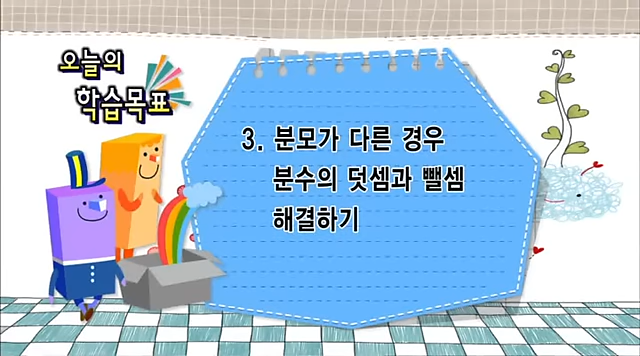 오늘의
학습목표
3. 분모가 다른 경우
분수의 덧셈과 뺄셈
해결하기